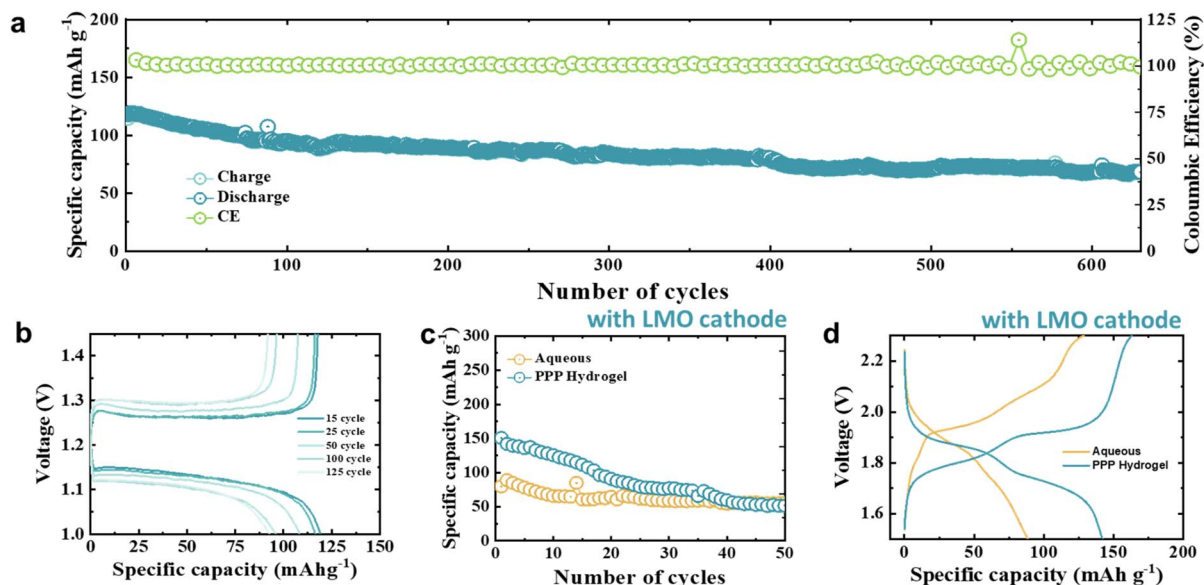 a
200
150
100
50
0
Specific capacity (mAh g⁻¹)
125
100
75
50
25
0
Coloumbic Efficiency (%)
Charge
Discharge
CE
0 100 200 300 400 500 600
Number of cycles
b
1.4
1.3
1.2
1.1
1.0
Voltage (V)
15 cycle
25 cycle
50 cycle
100 cycle
125 cycle
0 25 50 75 100 125 150
Specific capacity (mAhg⁻¹)
with LMO cathode
c
300
250
200
150
100
50
0
Specific capacity (mAh g⁻¹)
Aqueous
PPP Hydrogel
0 10 20 30 40 50
Number of cycles
with LMO cathode
d
2.2
2.0
1.8
1.6
Voltage (V)
Aqueous
PPP Hydrogel
0 50 100 150 200
Specific capacity (mAh g⁻¹)